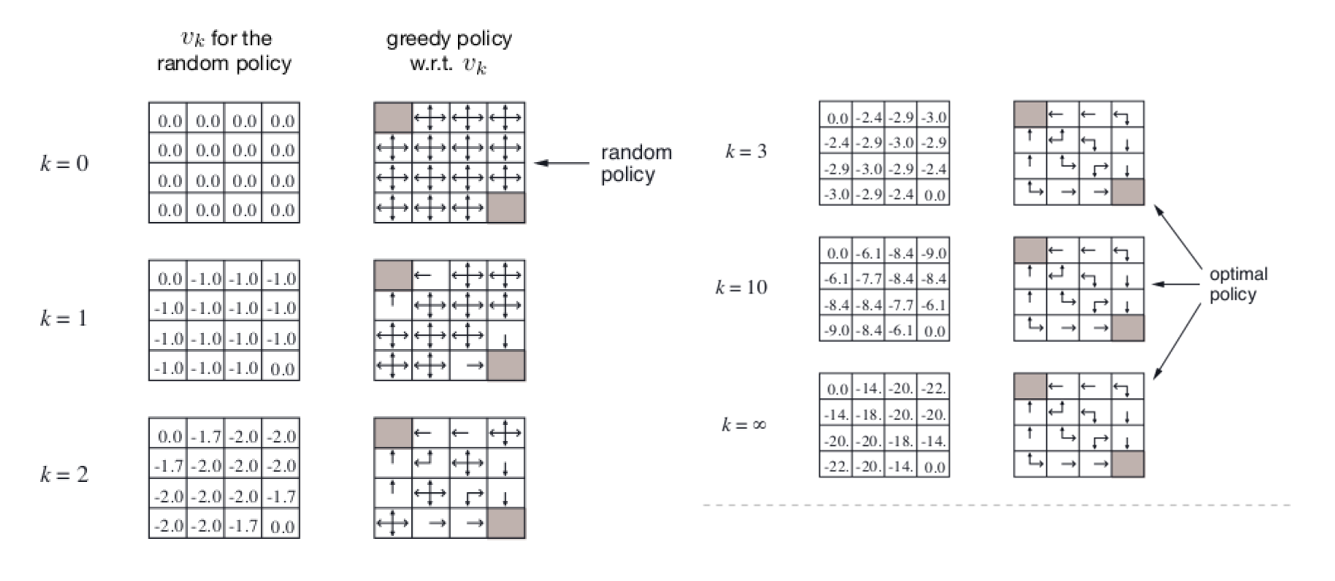 vₖ for the
random policy
greedy policy
w.r.t. vₖ
k = 0
0.0 0.0 0.0 0.0
0.0 0.0 0.0 0.0
0.0 0.0 0.0 0.0
0.0 0.0 0.0 0.0
random
policy
k = 1
0.0 -1.0 -1.0 -1.0
-1.0 -1.0 -1.0 -1.0
-1.0 -1.0 -1.0 -1.0
-1.0 -1.0 -1.0 0.0
k = 2
0.0 -1.7 -2.0 -2.0
-1.7 -2.0 -2.0 -2.0
-2.0 -2.0 -2.0 -1.7
-2.0 -2.0 -1.7 0.0
k = 3
0.0 -2.4 -2.9 -3.0
-2.4 -2.9 -3.0 -2.9
-2.9 -3.0 -2.9 -2.4
-3.0 -2.9 -2.4 0.0
k = 10
0.0 -6.1 -8.4 -9.0
-6.1 -7.7 -8.4 -8.4
-8.4 -8.4 -7.7 -6.1
-9.0 -8.4 -6.1 0.0
optimal
policy
k = ∞
0.0 -14. -20. -22.
-14. -18. -20. -20.
-20. -20. -18. -14.
-22. -20. -14. 0.0